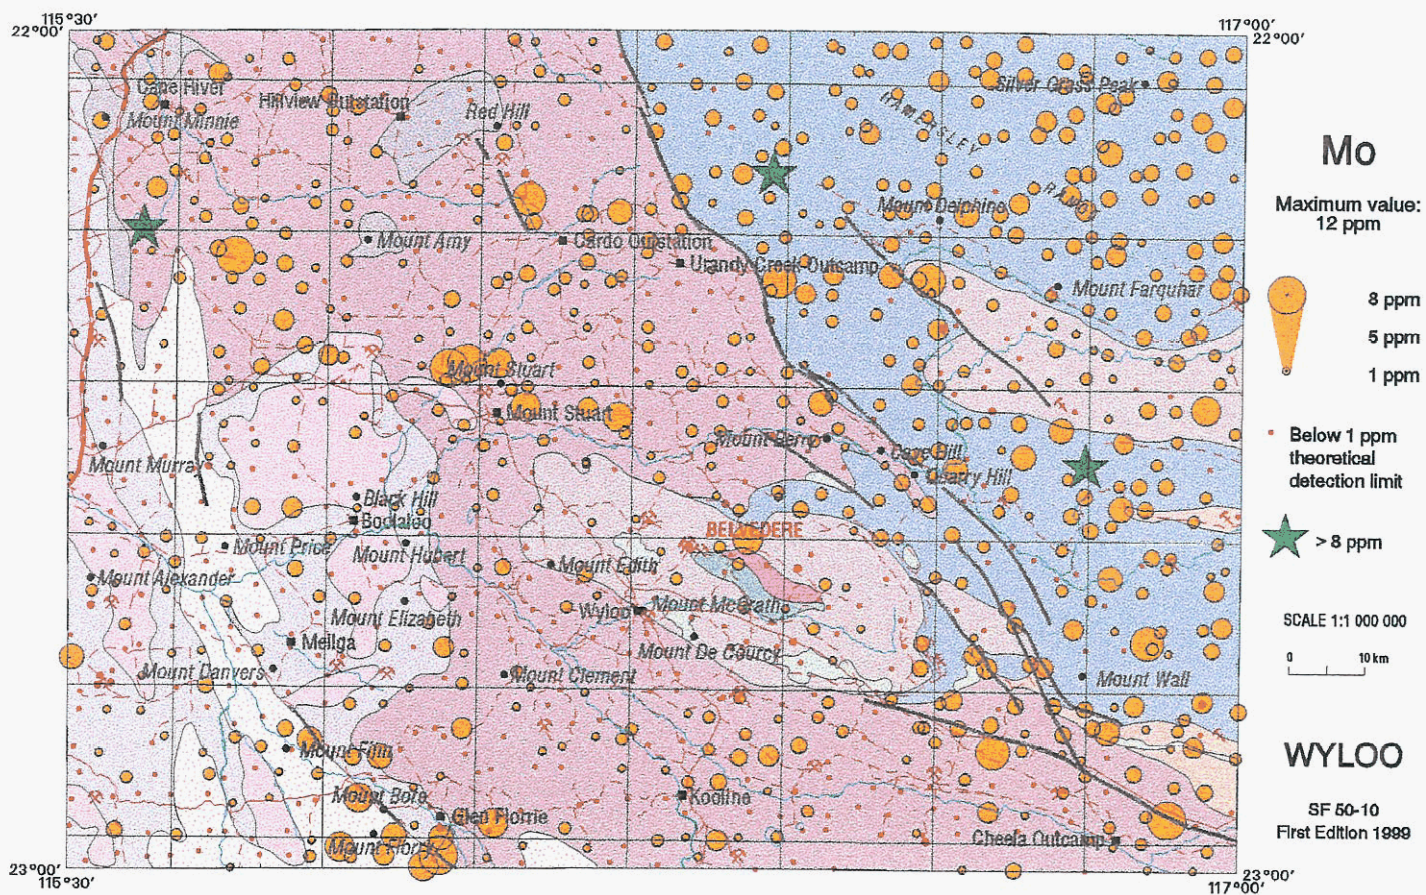 115°30'
117°00'
22°00'
22°00'
Cane River
Mount Minnie
Hillview Outstation
Red Hill
HAMERSLEY
RANGE
Silver Grass Peak
Mount Delphine
Mount Amy
Cardo Outstation
Urandy Creek Outcamp
Mount Farquhar
Mount Stuart
Mount Stuart
Mount Berry
Cave Hill
Quarry Hill
Mount Murray
Black Hill
Boolaloo
BELVEDERE
Mount Price
Mount Hubert
Mount Edith
Mount Alexander
Mount Elizabeth
Wyloo
Mount McGrath
Meilga
Mount De Courcy
Mount Danvers
Mount Clement
Mount Wall
Mount Flirt
Mount Bore
Glen Florrie
Kooline
Mount Florry
Cheela Outcamp
23°00'
23°00'
115°30'
117°00'
Mo
Maximum value:
12 ppm
8 ppm
5 ppm
1 ppm
Below 1 ppm
theoretical
detection limit
> 8 ppm
SCALE 1:1 000 000
0 10 km
WYLOO
SF 50-10
First Edition 1999